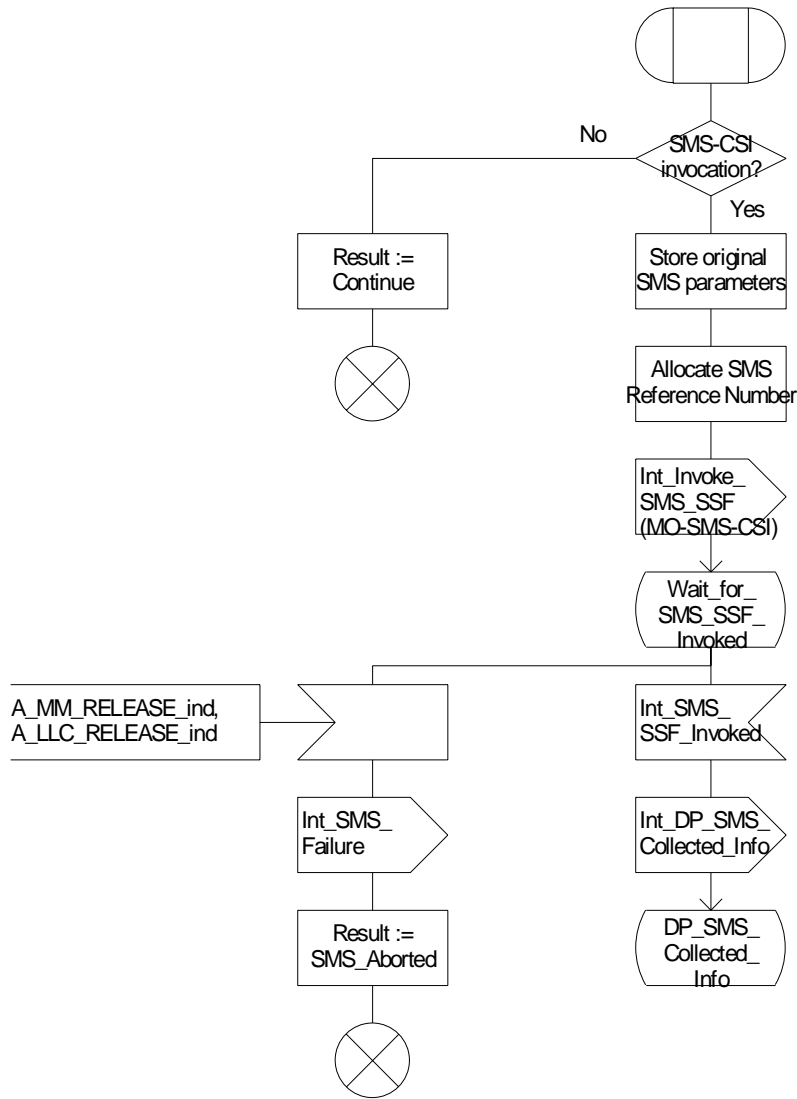 No
SMS-CSI
invocation?
Yes
Result :=
Continue
Store original
SMS parameters
Allocate SMS
Reference Number
Int_Invoke_
SMS_SSF
(MO-SMS-CSI)
Wait_for_
SMS_SSF_
Invoked
A_MM_RELEASE_ind,
A_LLC_RELEASE_ind
Int_SMS_
SSF_Invoked
Int_SMS_
Failure
Int_DP_SMS_
Collected_Info
Result :=
SMS_Aborted
DP_SMS_
Collected_
Info